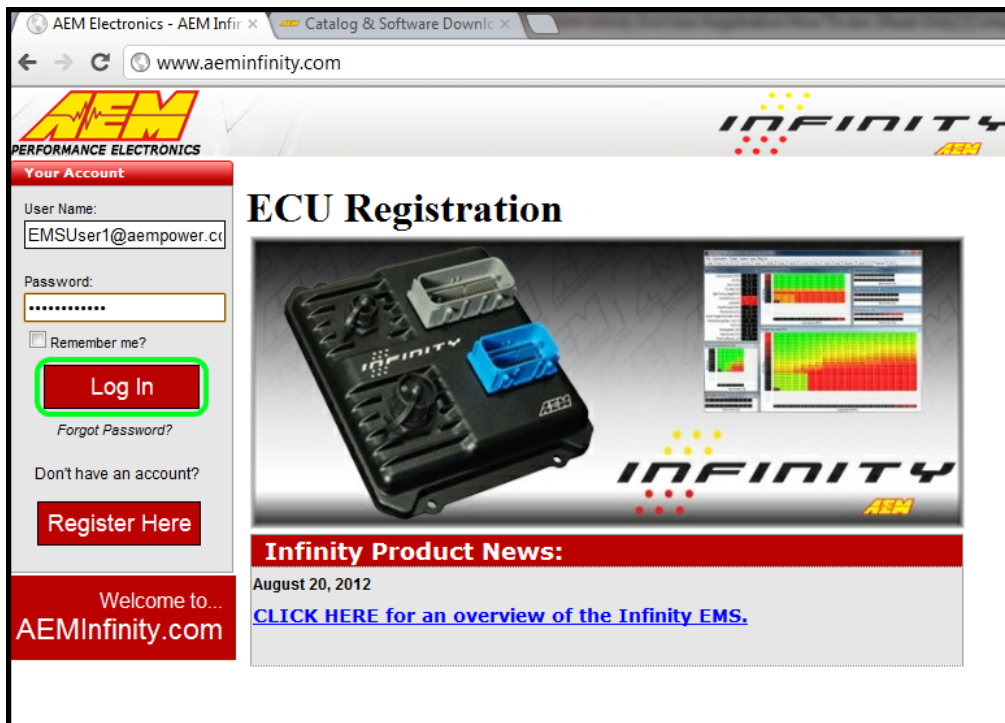 AEM Electronics - AEM Infir
Catalog & Software Downlc
www.aeminfinity.com
AEM
PERFORMANCE ELECTRONICS
INFINITY
AEM
Your Account
User Name:
EMSUser1@aempower.co
Password:
••••••••••••
Remember me?
Log In
Forgot Password?
Don't have an account?
Register Here
Welcome to...
AEMInfinity.com
ECU Registration
INFINITY
AEM
INFINITY
AEM
Infinity Product News:
August 20, 2012
CLICK HERE for an overview of the Infinity EMS.